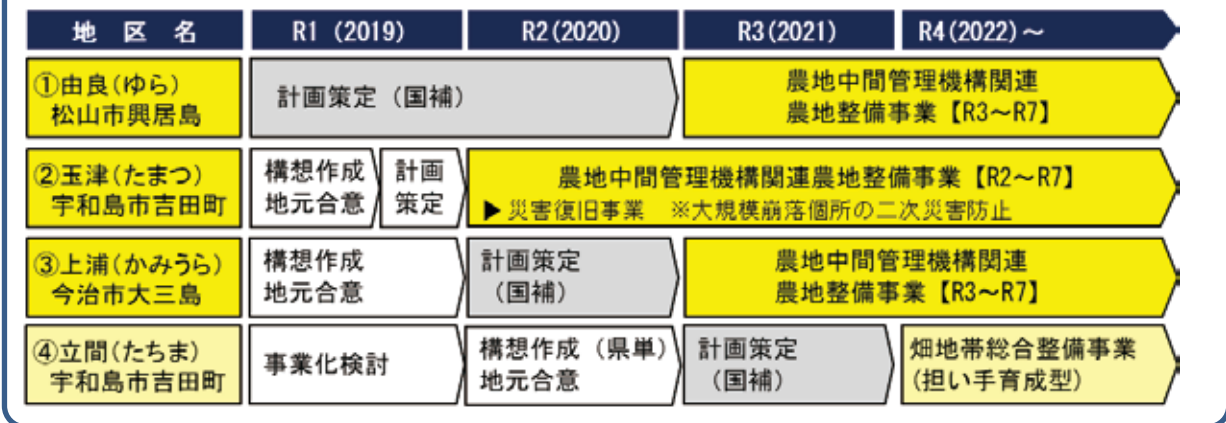 地 区 名
R1 (2019)
R2(2020)
R3(2021)
R4(2022)～
①由良(ゆら)
松山市興居島
計画策定（国補）
農地中間管理機構関連
農地整備事業【R3～R7】
②玉津(たまつ)
宇和島市吉田町
構想作成
地元合意
計画
策定
農地中間管理機構関連農地整備事業【R2～R7】
▶災害復旧事業　※大規模崩落個所の二次災害防止
③上浦(かみうら)
今治市大三島
構想作成
地元合意
計画策定
（国補）
農地中間管理機構関連
農地整備事業【R3～R7】
④立間(たちま)
宇和島市吉田町
事業化検討
構想作成（県単）
地元合意
計画策定
（国補）
畑地帯総合整備事業
(担い手育成型)